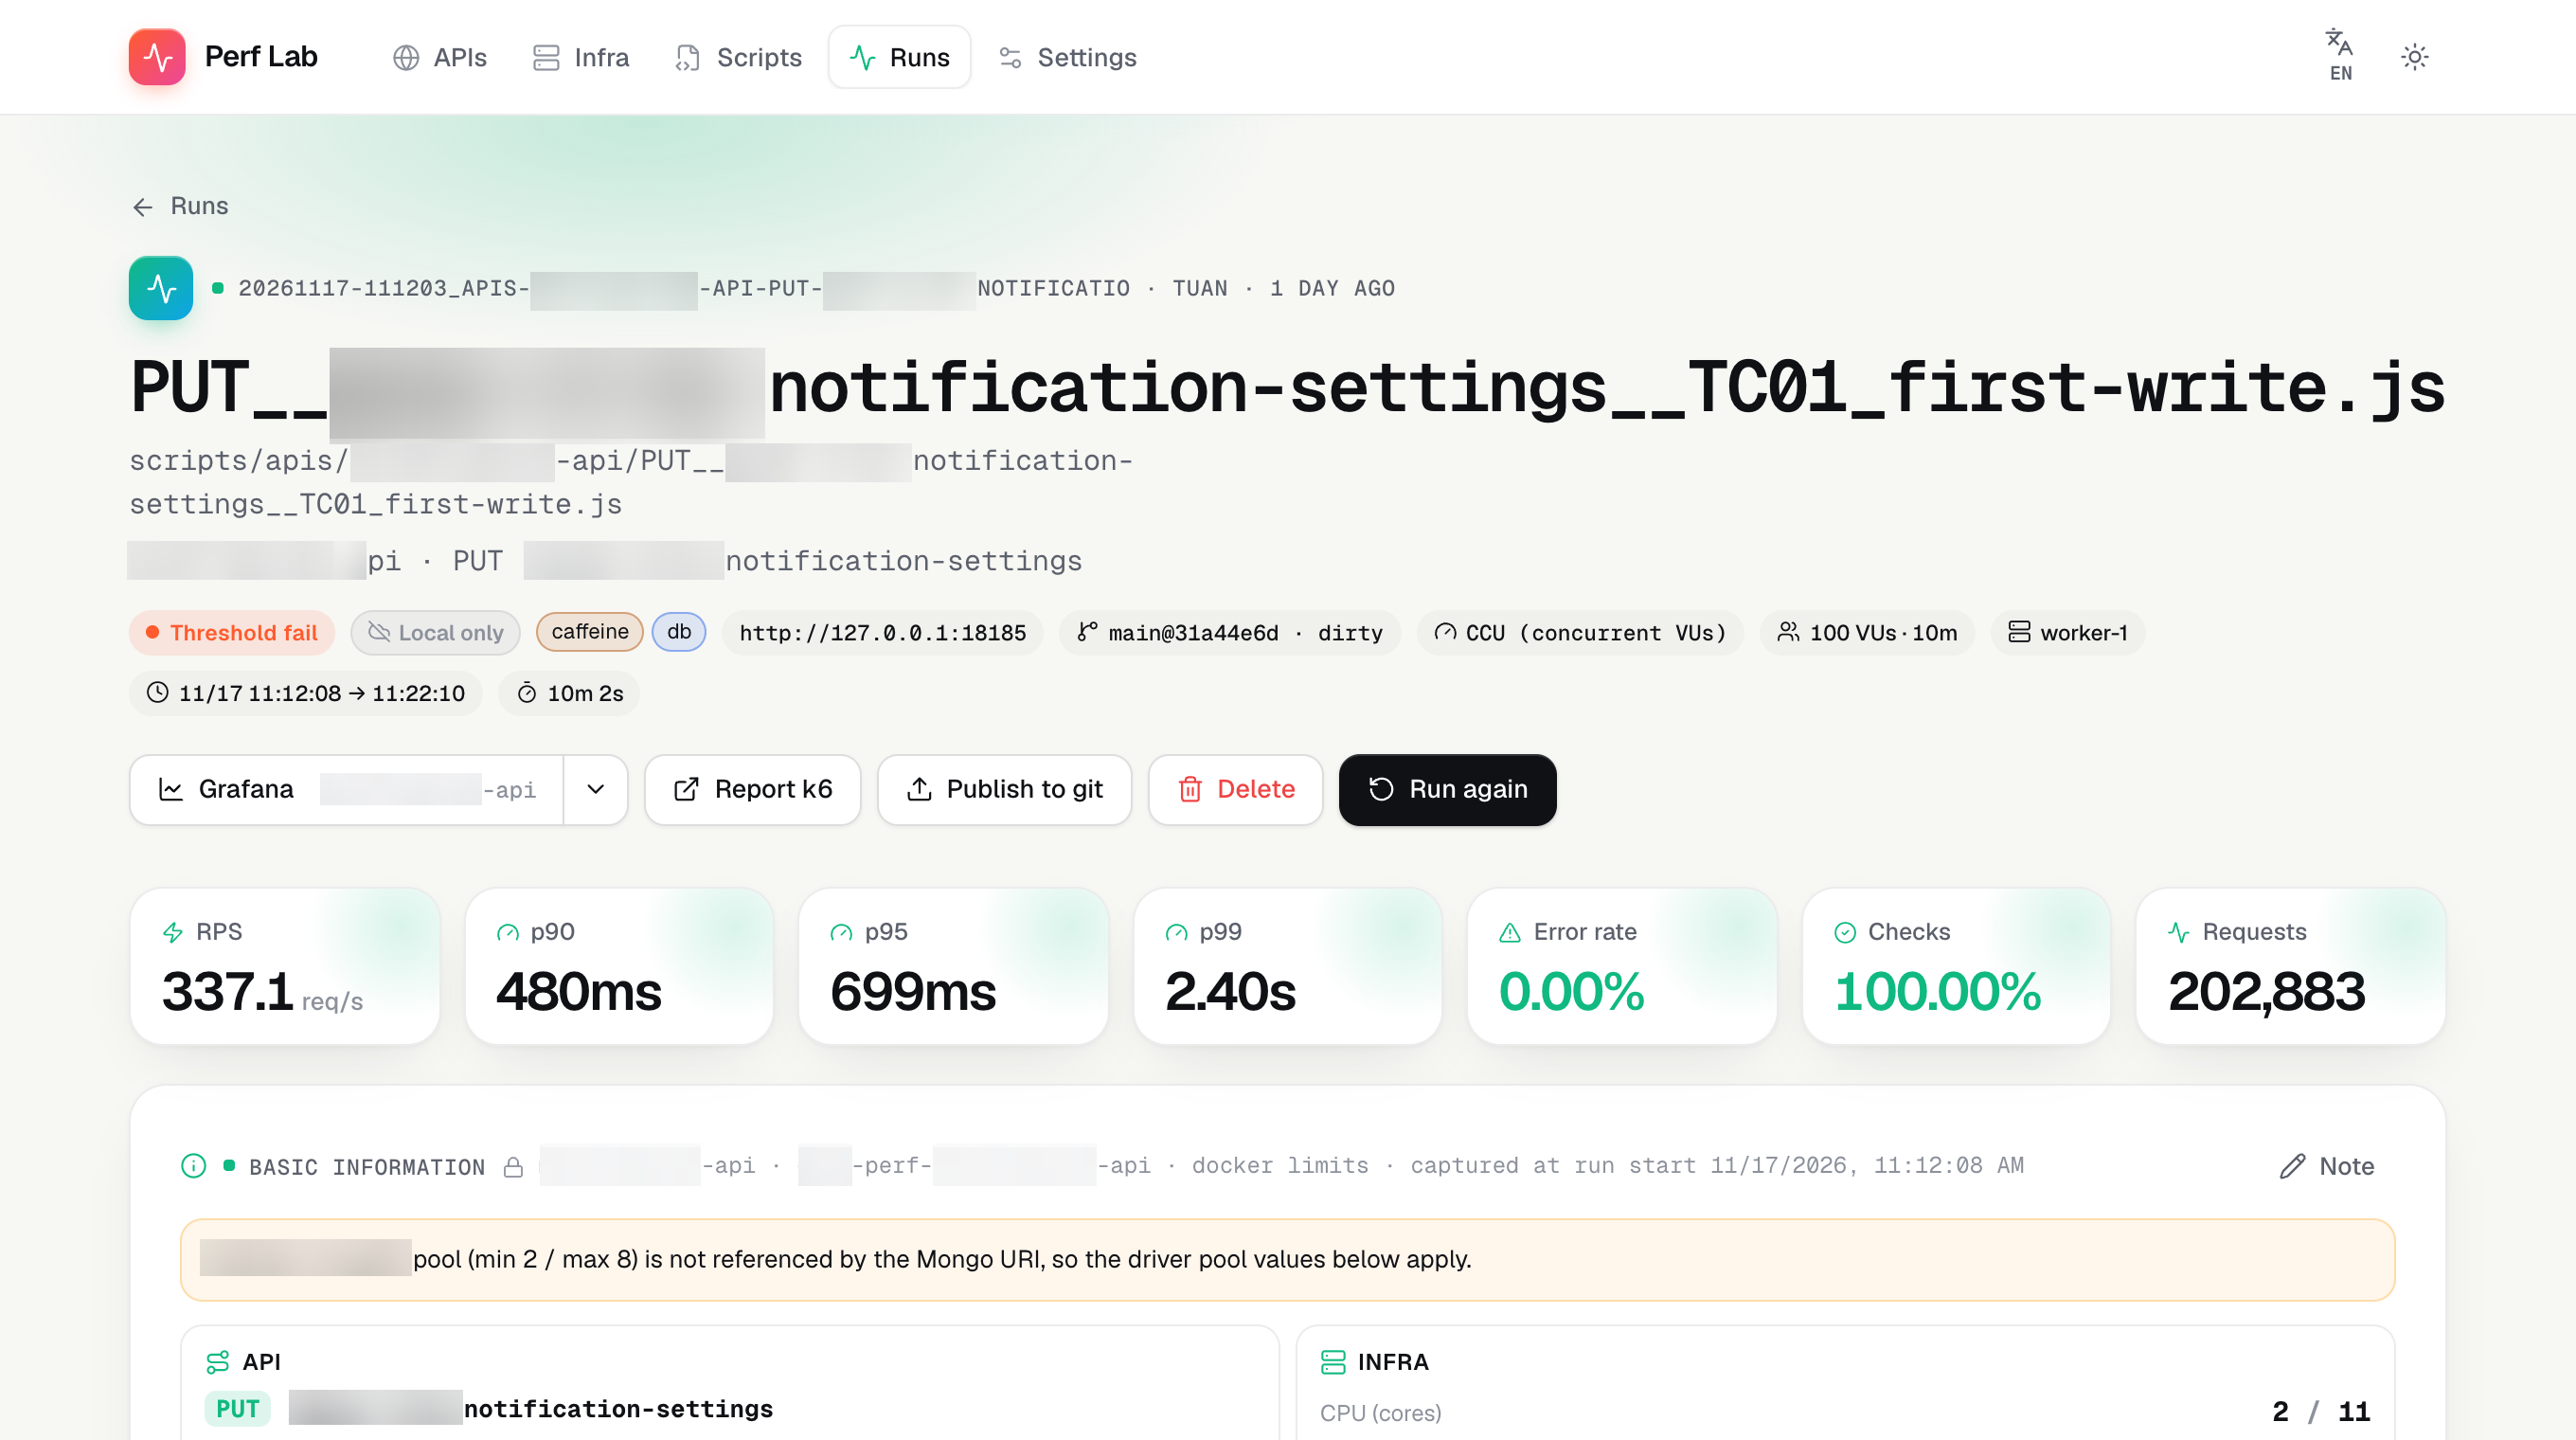 Perf Lab APIs Infra Scripts Runs Settings EN
Runs
20261117-111203_APIS- -API-PUT- NOTIFICATIO · TUAN · 1 DAY AGO
PUT__ notification-settings__TC01_first-write.js
scripts/apis/ -api/PUT__ notification-
settings__TC01_first-write.js
pi · PUT notification-settings
Threshold fail Local only caffeine db http://127.0.0.1:18185 main@31a44e6d · dirty CCU (concurrent VUs) 100 VUs · 10m worker-1
11/17 11:12:08 → 11:22:10 10m 2s
Grafana -api Report k6 Publish to git Delete Run again
RPS p90 p95 p99 Error rate Checks Requests
337.1 req/s 480ms 699ms 2.40s 0.00% 100.00% 202,883
BASIC INFORMATION -api · -perf- -api · docker limits · captured at run start 11/17/2026, 11:12:08 AM Note
pool (min 2 / max 8) is not referenced by the Mongo URI, so the driver pool values below apply.
API INFRA
PUT notification-settings CPU (cores) 2 / 11